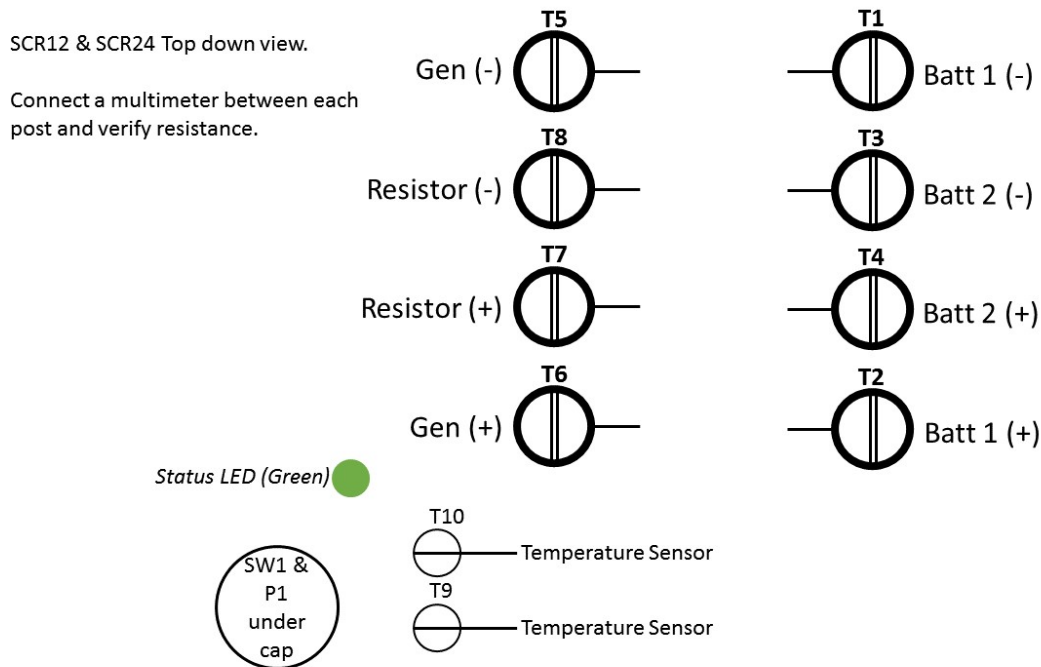 SCR12 & SCR24 Top down view.
Connect a multimeter between each
post and verify resistance.
T5
Gen (-)
T1
Batt 1 (-)
T8
Resistor (-)
T3
Batt 2 (-)
T7
Resistor (+)
T4
Batt 2 (+)
T6
Gen (+)
T2
Batt 1 (+)
Status LED (Green)
SW1 &
P1
under
cap
T10
Temperature Sensor
T9
Temperature Sensor